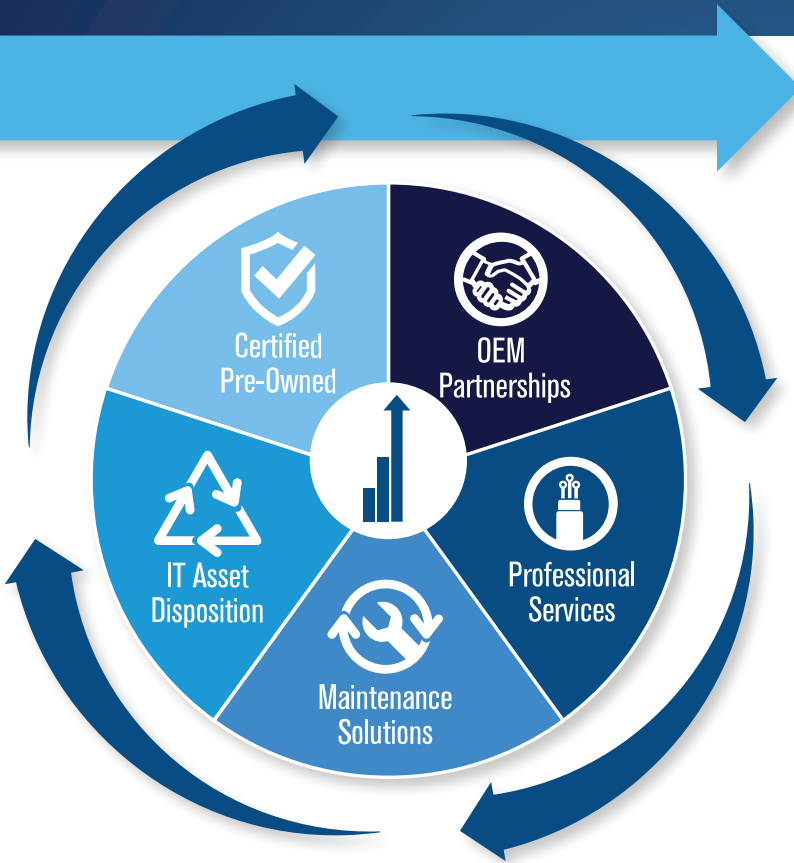 Certified
Pre-Owned
OEM
Partnerships
Professional
Services
Maintenance
Solutions
IT Asset
Disposition